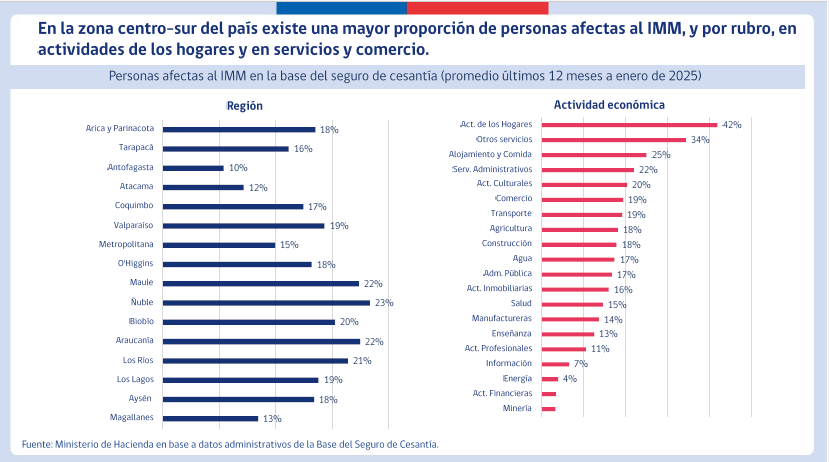 En la zona centro-sur del país existe una mayor proporción de personas afectas al IMM, y por rubro, en
actividades de los hogares y en servicios y comercio.
Personas afectas al IMM en la base del seguro de cesantía (promedio últimos 12 meses a enero de 2025)
Región
Arica y Parinacota 18%
Tarapacá 16%
Antofagasta 10%
Atacama 12%
Coquimbo 17%
Valparaíso 19%
Metropolitana 15%
O'Higgins 18%
Maule 22%
Ñuble 23%
Biobío 20%
Araucanía 22%
Los Ríos 21%
Los Lagos 19%
Aysén 18%
Magallanes 13%
Actividad económica
Act. de los Hogares 42%
Otros servicios 34%
Alojamiento y Comida 25%
Serv. Administrativos 22%
Act. Culturales 20%
Comercio 19%
Transporte 19%
Agricultura 18%
Construcción 18%
Agua 17%
Adm. Pública 17%
Act. Inmobiliarias 16%
Salud 15%
Manufactureras 14%
Enseñanza 13%
Act. Profesionales 11%
Información 7%
Energía 4%
Act. Financieras
Minería
Fuente: Ministerio de Hacienda en base a datos administrativos de la Base del Seguro de Cesantía.